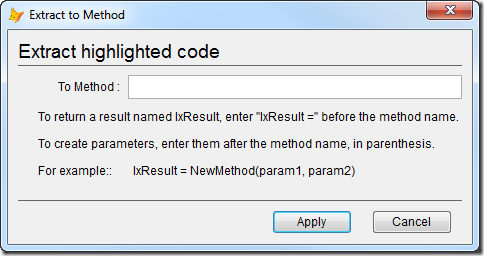 Extract to Method
Extract highlighted code
To Method :
To return a result named lxResult, enter "lxResult =" before the method name.
To create parameters, enter them after the method name, in parenthesis.
For example:: lxResult = NewMethod(param1, param2)
Apply Cancel